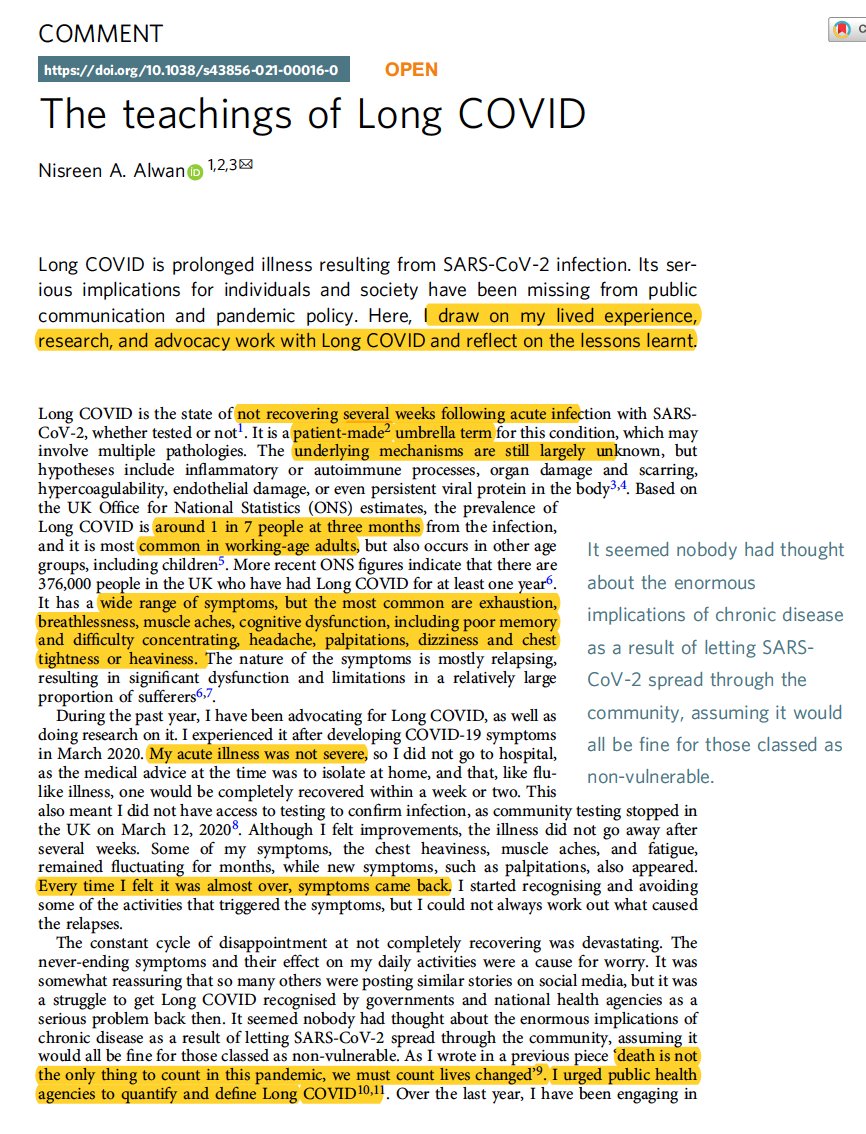 COMMENT
https://doi.org/10.1038/s43856-021-00016-0 OPEN
The teachings of Long COVID
Nisreen A. Alwan 1,2,3✉
Long COVID is prolonged illness resulting from SARS-CoV-2 infection. Its ser-
ious implications for individuals and society have been missing from public
communication and pandemic policy. Here, I draw on my lived experience,
research, and advocacy work with Long COVID and reflect on the lessons learnt.
Long COVID is the state of not recovering several weeks following acute infection with SARS-
CoV-2, whether tested or not1. It is a patient-made2 umbrella term for this condition, which may
involve multiple pathologies. The underlying mechanisms are still largely unknown, but
hypotheses include inflammatory or autoimmune processes, organ damage and scarring,
hypercoagulability, endothelial damage, or even persistent viral protein in the body3,4. Based on
the UK Office for National Statistics (ONS) estimates, the prevalence of
Long COVID is around 1 in 7 people at three months from the infection,
and it is most common in working-age adults, but also occurs in other age
groups, including children5. More recent ONS figures indicate that there are
376,000 people in the UK who have had Long COVID for at least one year6.
It has a wide range of symptoms, but the most common are exhaustion,
breathlessness, muscle aches, cognitive dysfunction, including poor memory
and difficulty concentrating, headache, palpitations, dizziness and chest
tightness or heaviness. The nature of the symptoms is mostly relapsing,
resulting in significant dysfunction and limitations in a relatively large
proportion of sufferers6,7.
During the past year, I have been advocating for Long COVID, as well as
doing research on it. I experienced it after developing COVID-19 symptoms
in March 2020. My acute illness was not severe, so I did not go to hospital,
as the medical advice at the time was to isolate at home, and that, like flu-
like illness, one would be completely recovered within a week or two. This
also meant I did not have access to testing to confirm infection, as community testing stopped in
the UK on March 12, 20208. Although I felt improvements, the illness did not go away after
several weeks. Some of my symptoms, the chest heaviness, muscle aches, and fatigue,
remained fluctuating for months, while new symptoms, such as palpitations, also appeared.
Every time I felt it was almost over, symptoms came back. I started recognising and avoiding
some of the activities that triggered the symptoms, but I could not always work out what caused
the relapses.
The constant cycle of disappointment at not completely recovering was devastating. The
never-ending symptoms and their effect on my daily activities were a cause for worry. It was
somewhat reassuring that so many others were posting similar stories on social media, but it was
a struggle to get Long COVID recognised by governments and national health agencies as a
serious problem back then. It seemed nobody had thought about the enormous implications of
chronic disease as a result of letting SARS-CoV-2 spread through the community, assuming it
would all be fine for those classed as non-vulnerable. As I wrote in a previous piece ‘death is not
the only thing to count in this pandemic, we must count lives changed’9. I urged public health
agencies to quantify and define Long COVID10,11. Over the last year, I have been engaging in
It seemed nobody had thought
about the enormous
implications of chronic disease
as a result of letting SARS-
CoV-2 spread through the
community, assuming it would
all be fine for those classed as
non-vulnerable.